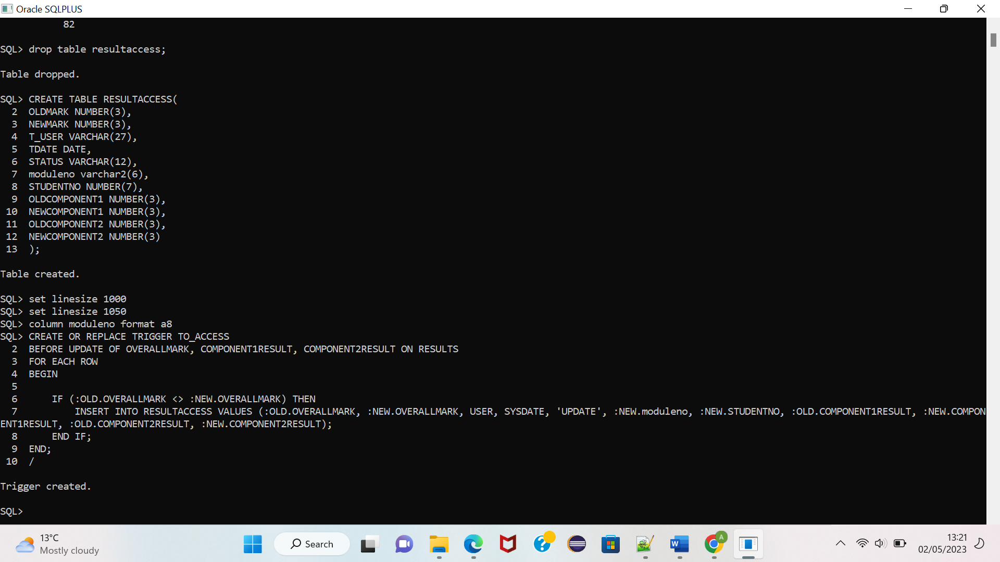 Oracle SQLPLUS
82
SQL> drop table resultaccess;
Table dropped.
SQL> CREATE TABLE RESULTACCESS(
2 OLDMARK NUMBER(3),
3 NEWMARK NUMBER(3),
4 T_USER VARCHAR(27),
5 TDATE DATE,
6 STATUS VARCHAR(12),
7 moduleno varchar2(6),
8 STUDENTNO NUMBER(7),
9 OLDCOMPONENT1 NUMBER(3),
10 NEWCOMPONENT1 NUMBER(3),
11 OLDCOMPONENT2 NUMBER(3),
12 NEWCOMPONENT2 NUMBER(3)
13 );
Table created.
SQL> set linesize 1000
SQL> set linesize 1050
SQL> column moduleno format a8
SQL> CREATE OR REPLACE TRIGGER TO_ACCESS
2 BEFORE UPDATE OF OVERALLMARK, COMPONENT1RESULT, COMPONENT2RESULT ON RESULTS
3 FOR EACH ROW
4 BEGIN
5
6 IF (:OLD.OVERALLMARK <> :NEW.OVERALLMARK) THEN
7 INSERT INTO RESULTACCESS VALUES (:OLD.OVERALLMARK, :NEW.OVERALLMARK, USER, SYSDATE, 'UPDATE', :NEW.moduleno, :NEW.STUDENTNO, :OLD.COMPONENT1RESULT, :NEW.COMPON
ENT1RESULT, :OLD.COMPONENT2RESULT, :NEW.COMPONENT2RESULT);
8 END IF;
9 END;
10 /
Trigger created.
SQL>
13°C
Mostly cloudy
Search
A
13:21
02/05/2023